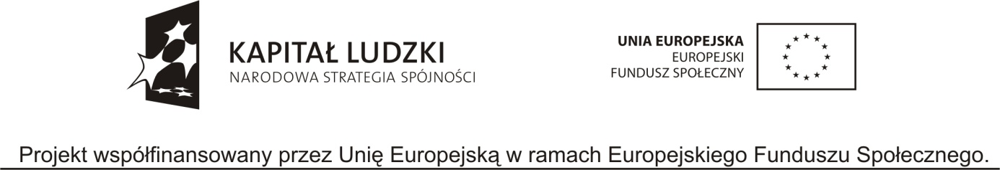 KAPITAŁ LUDZKI
NARODOWA STRATEGIA SPÓJNOŚCI
UNIA EUROPEJSKA
EUROPEJSKI
FUNDUSZ SPOŁECZNY
Projekt współfinansowany przez Unię Europejską w ramach Europejskiego Funduszu Społecznego.